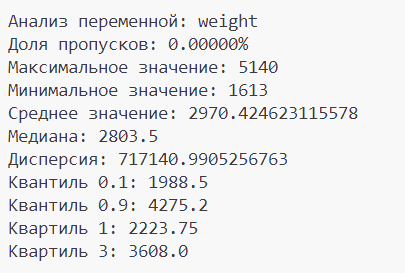 Анализ переменной: weight
Доля пропусков: 0.00000%
Максимальное значение: 5140
Минимальное значение: 1613
Среднее значение: 2970.424623115578
Медиана: 2803.5
Дисперсия: 717140.9905256763
Квантиль 0.1: 1988.5
Квантиль 0.9: 4275.2
Квартиль 1: 2223.75
Квартиль 3: 3608.0